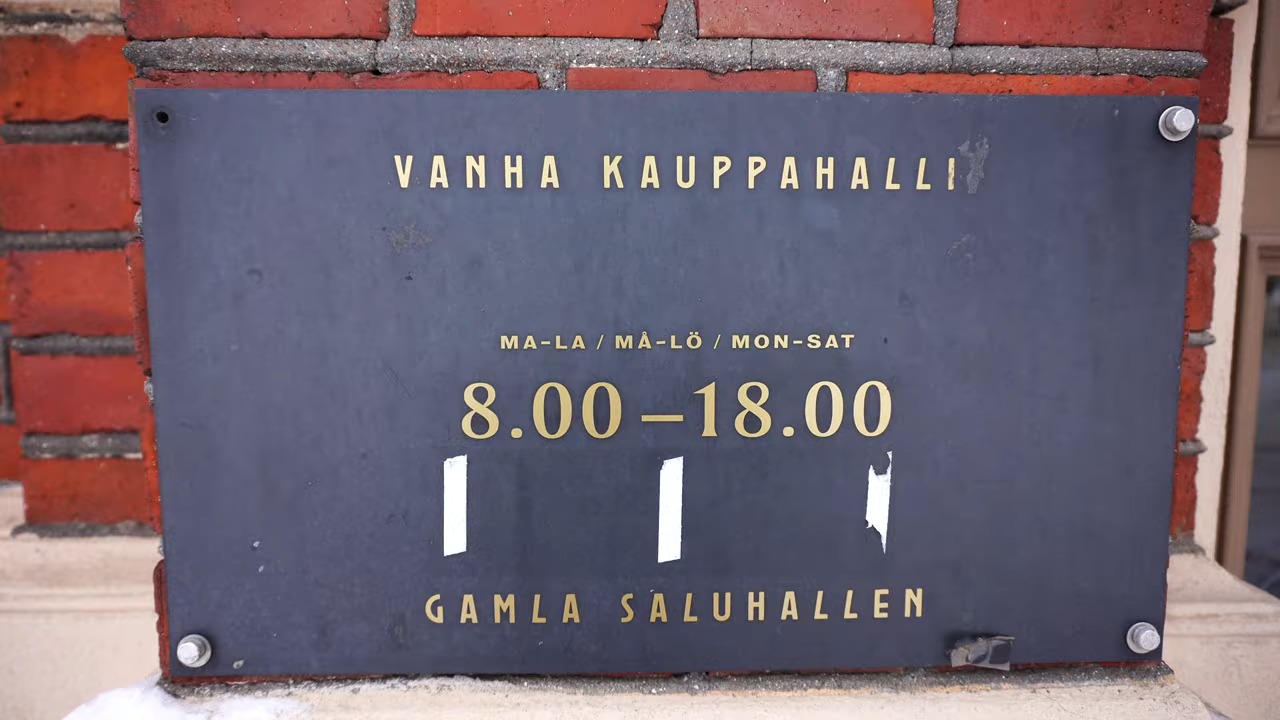 VANHA KAUPPAHALLI
MA-LA / MÅ-LÖ / MON-SAT
8.00–18.00
GAMLA SALUHALLEN